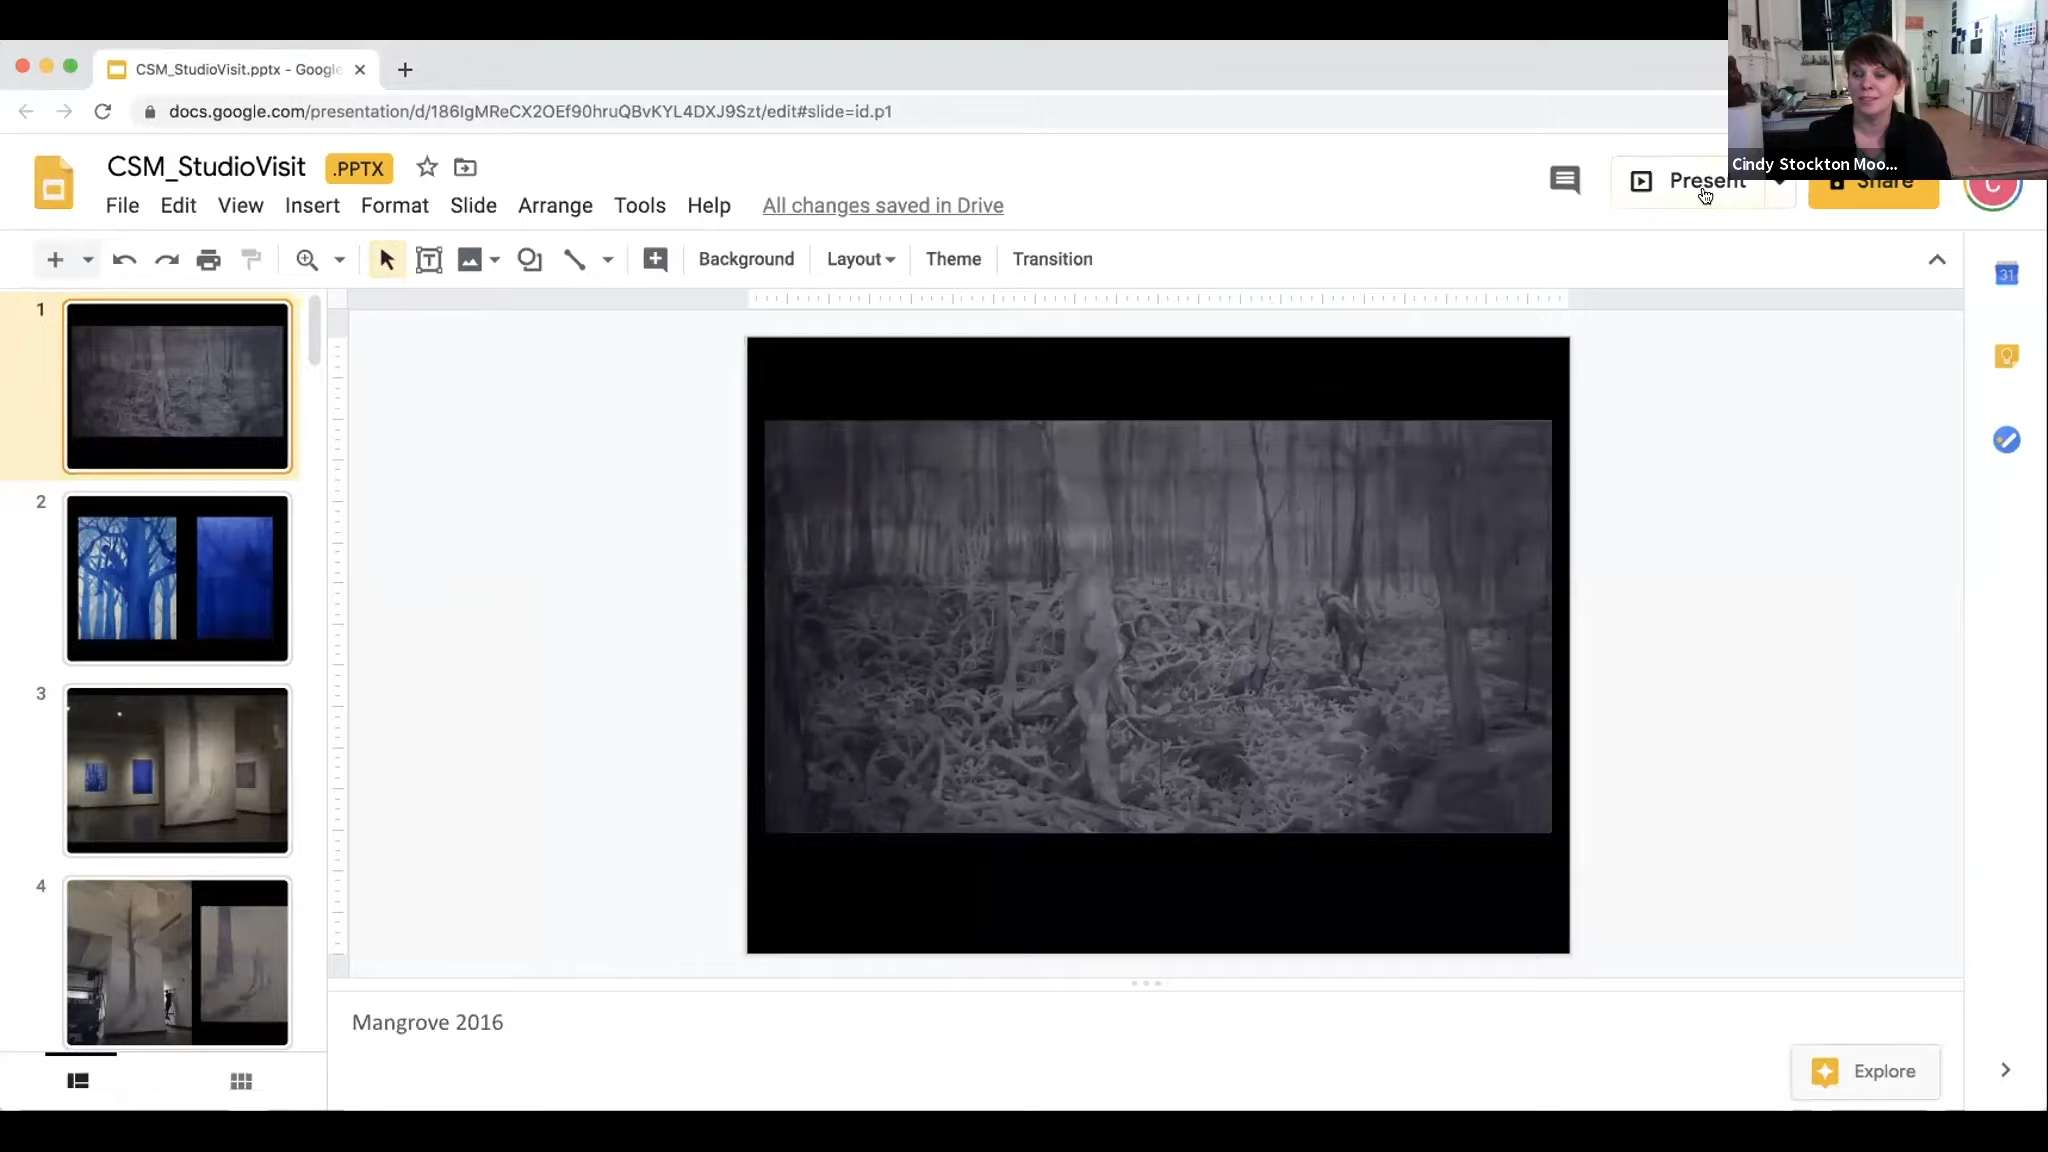 CSM_StudioVisit.pptx - Google
docs.google.com/presentation/d/186IgMReCX2OEf90hruQBvKYL4DXJ9Szt/edit#slide=id.p1
Cindy Stockton Moo...
CSM_StudioVisit .PPTX
Present
Share
C
File Edit View Insert Format Slide Arrange Tools Help All changes saved in Drive
Background Layout Theme Transition
31
1
2
3
4
Mangrove 2016
Explore